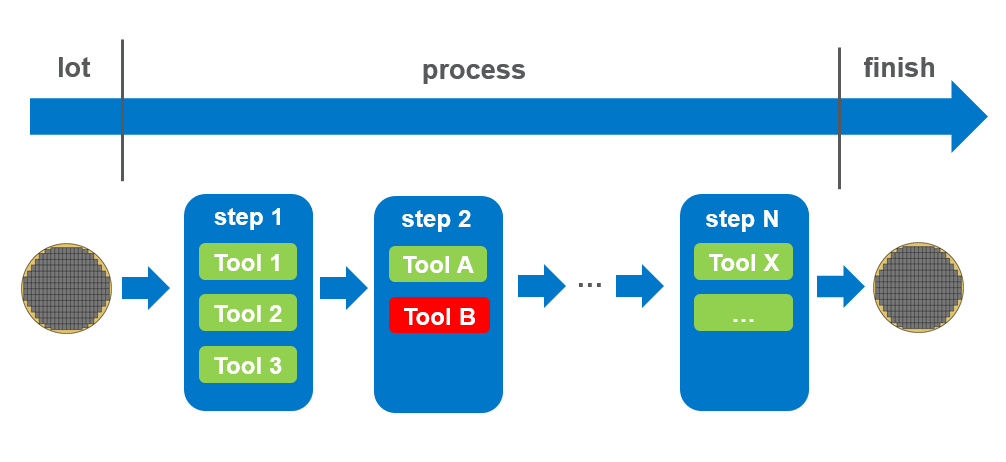 lot
process
finish
step 1
Tool 1
Tool 2
Tool 3
step 2
Tool A
Tool B
...
step N
Tool X
...